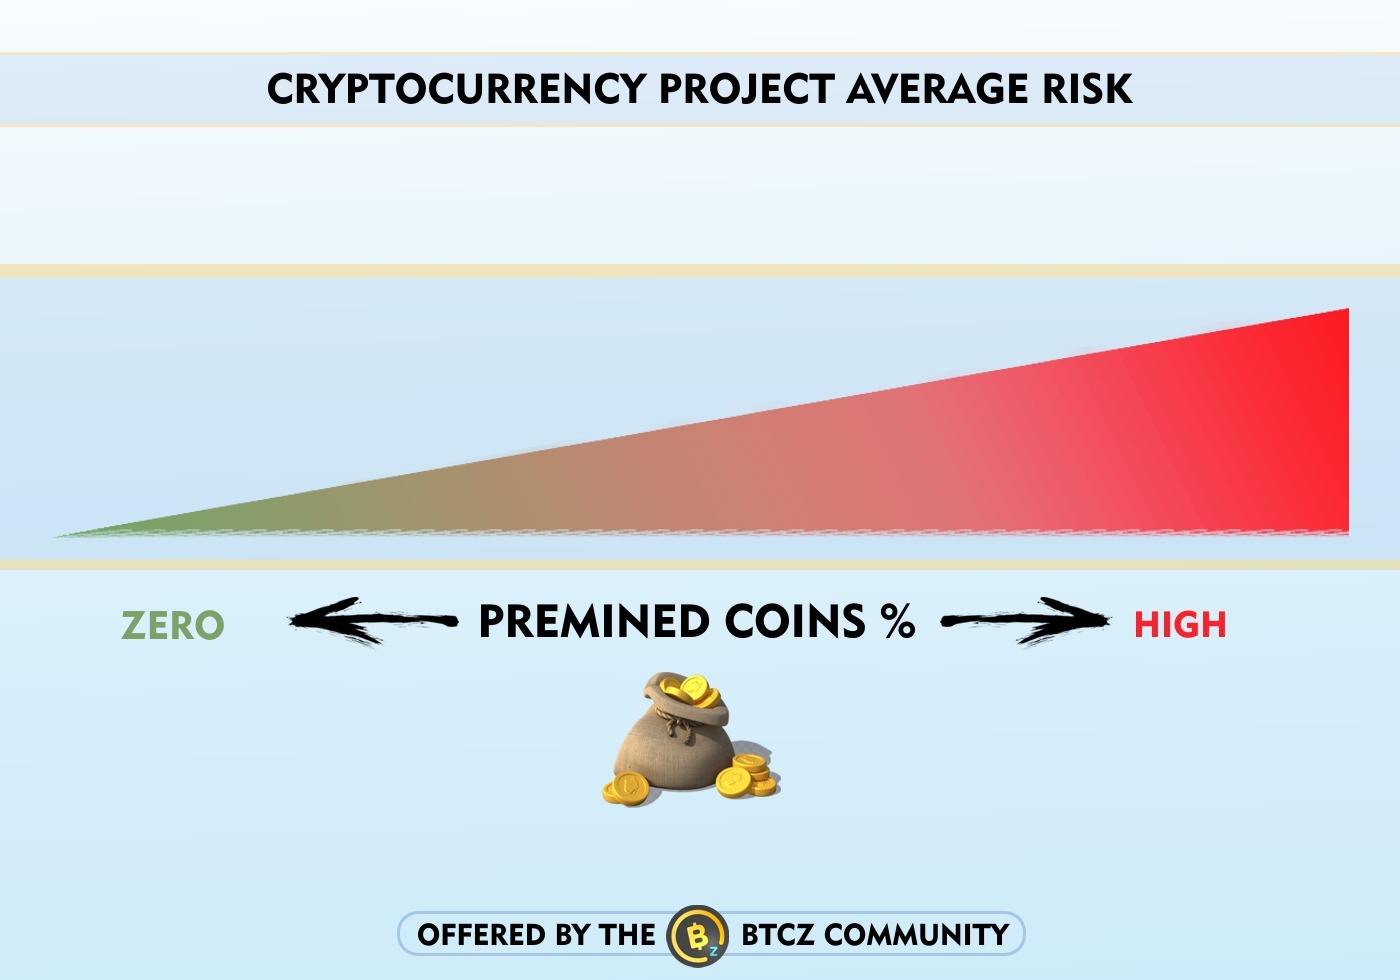 CRYPTOCURRENCY PROJECT AVERAGE RISK
ZERO PREMINED COINS % HIGH
OFFERED BY THE BTCZ COMMUNITY